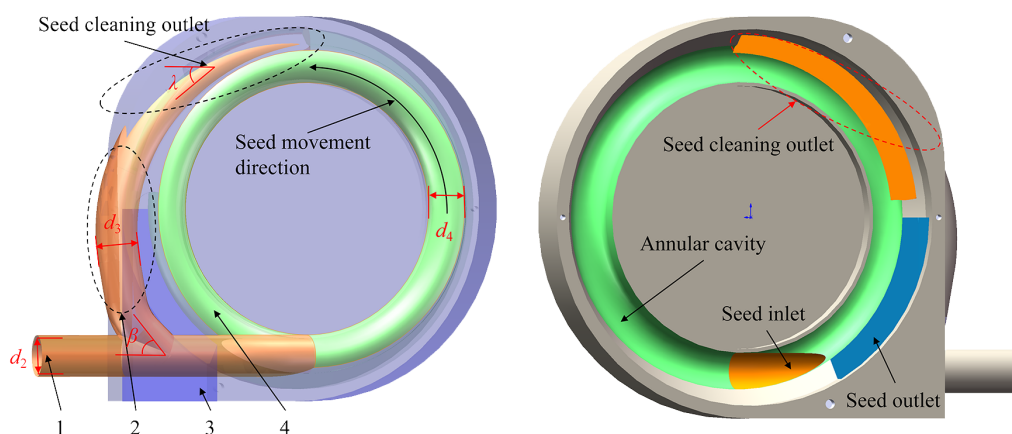 Seed cleaning outlet
λ
Seed movement
direction
d3
d4
β
d2
1
2
3
4
Seed cleaning outlet
Annular cavity
Seed inlet
Seed outlet